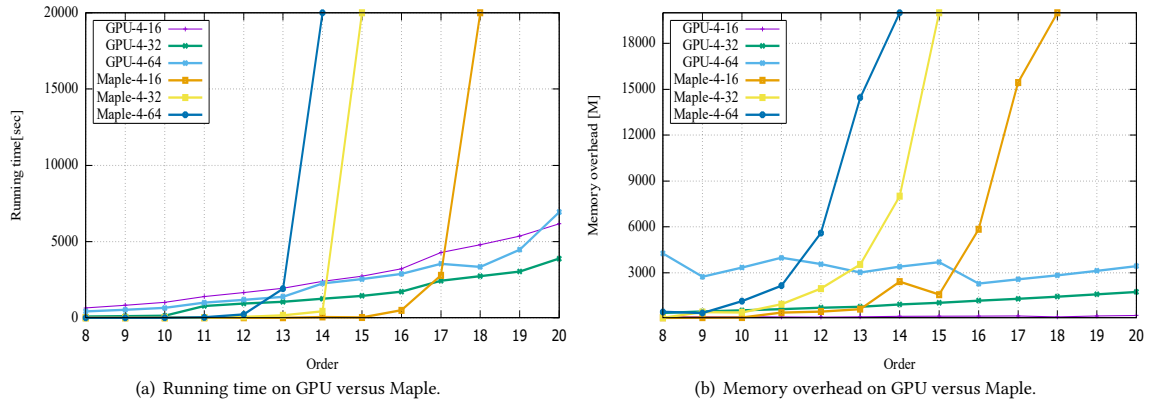 20000
15000
10000
5000
0
Running time[sec]
GPU-4-16
GPU-4-32
GPU-4-64
Maple-4-16
Maple-4-32
Maple-4-64
8 9 10 11 12 13 14 15 16 17 18 19 20
Order
(a) Running time on GPU versus Maple.
18000
15000
12000
9000
6000
3000
Memory overhead [M]
GPU-4-16
GPU-4-32
GPU-4-64
Maple-4-16
Maple-4-32
Maple-4-64
8 9 10 11 12 13 14 15 16 17 18 19 20
Order
(b) Memory overhead on GPU versus Maple.